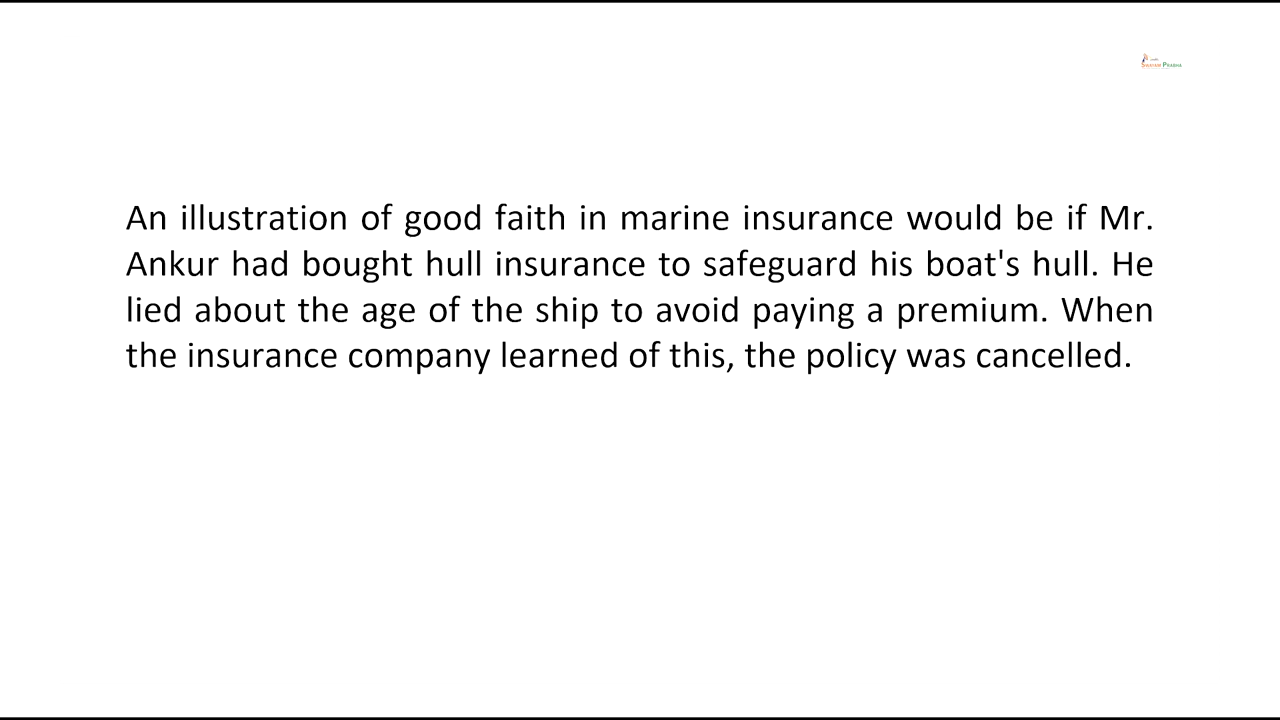 Swayam Prabha
An illustration of good faith in marine insurance would be if Mr.
Ankur had bought hull insurance to safeguard his boat's hull. He
lied about the age of the ship to avoid paying a premium. When
the insurance company learned of this, the policy was cancelled.